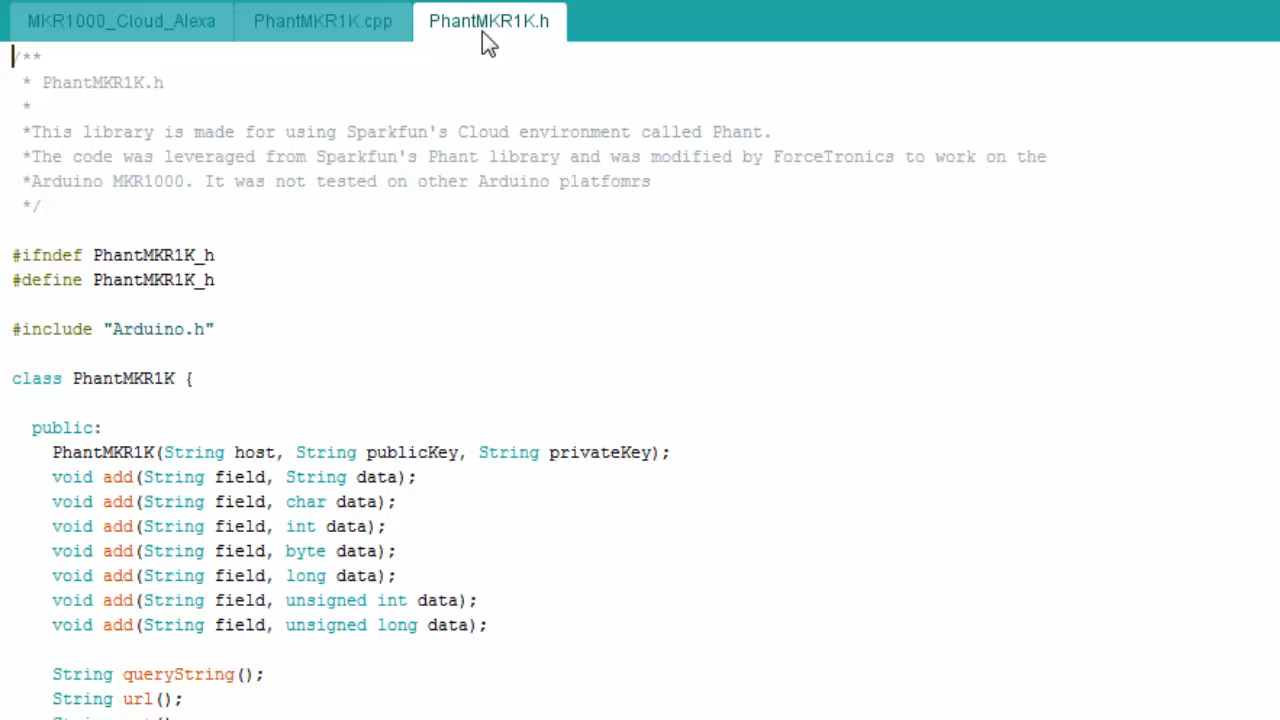 MKR1000_Cloud_Alexa PhantMKR1K.cpp PhantMKR1K.h
/**
* PhantMKR1K.h
*
*This library is made for using Sparkfun's Cloud environment called Phant.
*The code was leveraged from Sparkfun's Phant library and was modified by ForceTronics to work on the
*Arduino MKR1000. It was not tested on other Arduino platfomrs
*/
#ifndef PhantMKR1K_h
#define PhantMKR1K_h
#include "Arduino.h"
class PhantMKR1K {
public:
PhantMKR1K(String host, String publicKey, String privateKey);
void add(String field, String data);
void add(String field, char data);
void add(String field, int data);
void add(String field, byte data);
void add(String field, long data);
void add(String field, unsigned int data);
void add(String field, unsigned long data);
String queryString();
String url();